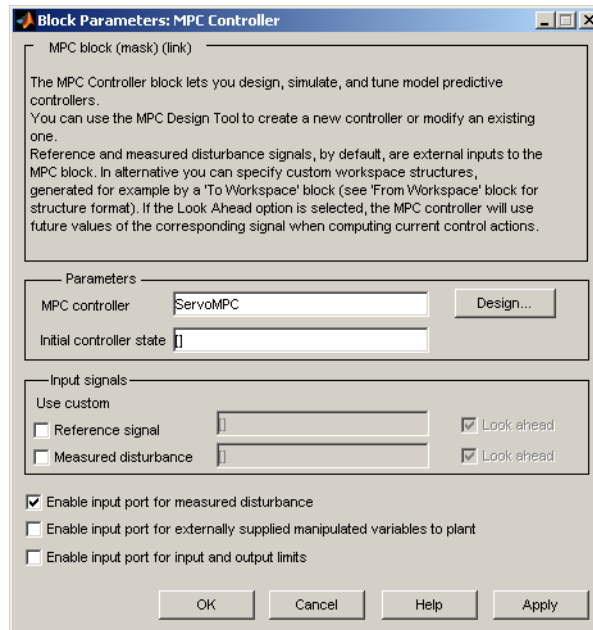 Block Parameters: MPC Controller
MPC block (mask) (link)
The MPC Controller block lets you design, simulate, and tune model predictive
controllers.
You can use the MPC Design Tool to create a new controller or modify an existing
one.
Reference and measured disturbance signals, by default, are external inputs to the
MPC block. In alternative you can specify custom workspace structures,
generated for example by a 'To Workspace' block (see 'From Workspace' block for
structure format). If the Look Ahead option is selected, the MPC controller will use
future values of the corresponding signal when computing current control actions.
Parameters
MPC controller ServoMPC Design...
Initial controller state []
Input signals
Use custom
Reference signal [] Look ahead
Measured disturbance [] Look ahead
Enable input port for measured disturbance
Enable input port for externally supplied manipulated variables to plant
Enable input port for input and output limits
OK Cancel Help Apply